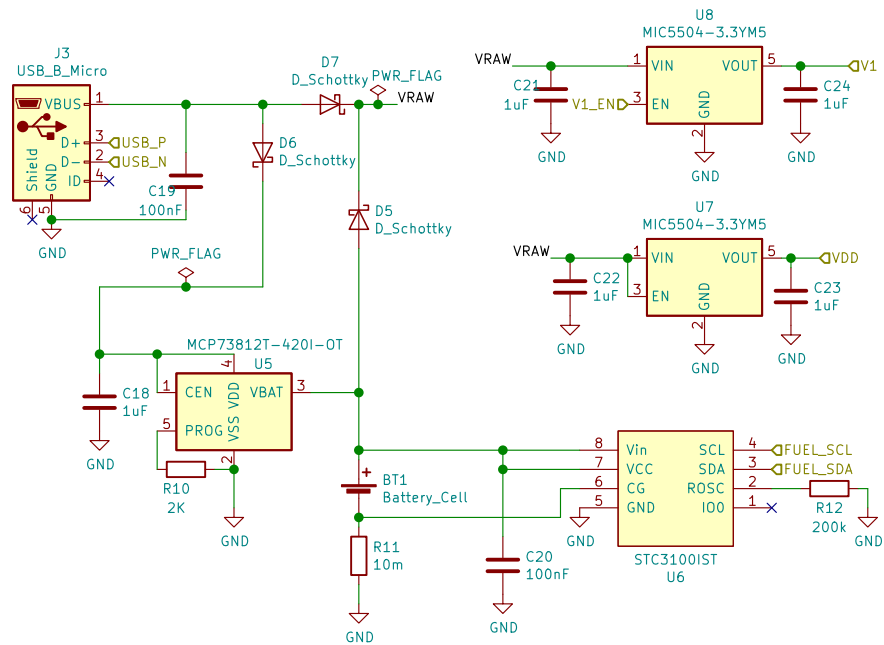 J3
USB_B_Micro
VBUS 1
D+ 3 USB_P
D- 2 USB_N
ID 4
Shield 6
GND 5
GND
C19
100nF
D7
D_Schottky
PWR_FLAG
VRAW
D6
D_Schottky
D5
D_Schottky
PWR_FLAG
MCP73812T-420I-OT
U5
1 CEN
5 PROG
VDD 4
VSS 2
VBAT 3
C18
1uF
GND
R10
2K
GND
BT1
Battery_Cell
+
R11
10m
GND
C20
100nF
GND
8 Vin
7 VCC
6 CG
5 GND
SCL 4 FUEL_SCL
SDA 3 FUEL_SDA
ROSC 2
IO0 1
STC3100IST
U6
GND
R12
200k
GND
U8
MIC5504-3.3YM5
VRAW
1 VIN
V1_EN 3 EN
VOUT 5 V1
GND 2
GND
C21
1uF
GND
C24
1uF
GND
U7
MIC5504-3.3YM5
VRAW
1 VIN
3 EN
VOUT 5 VDD
GND 2
GND
C22
1uF
GND
C23
1uF
GND